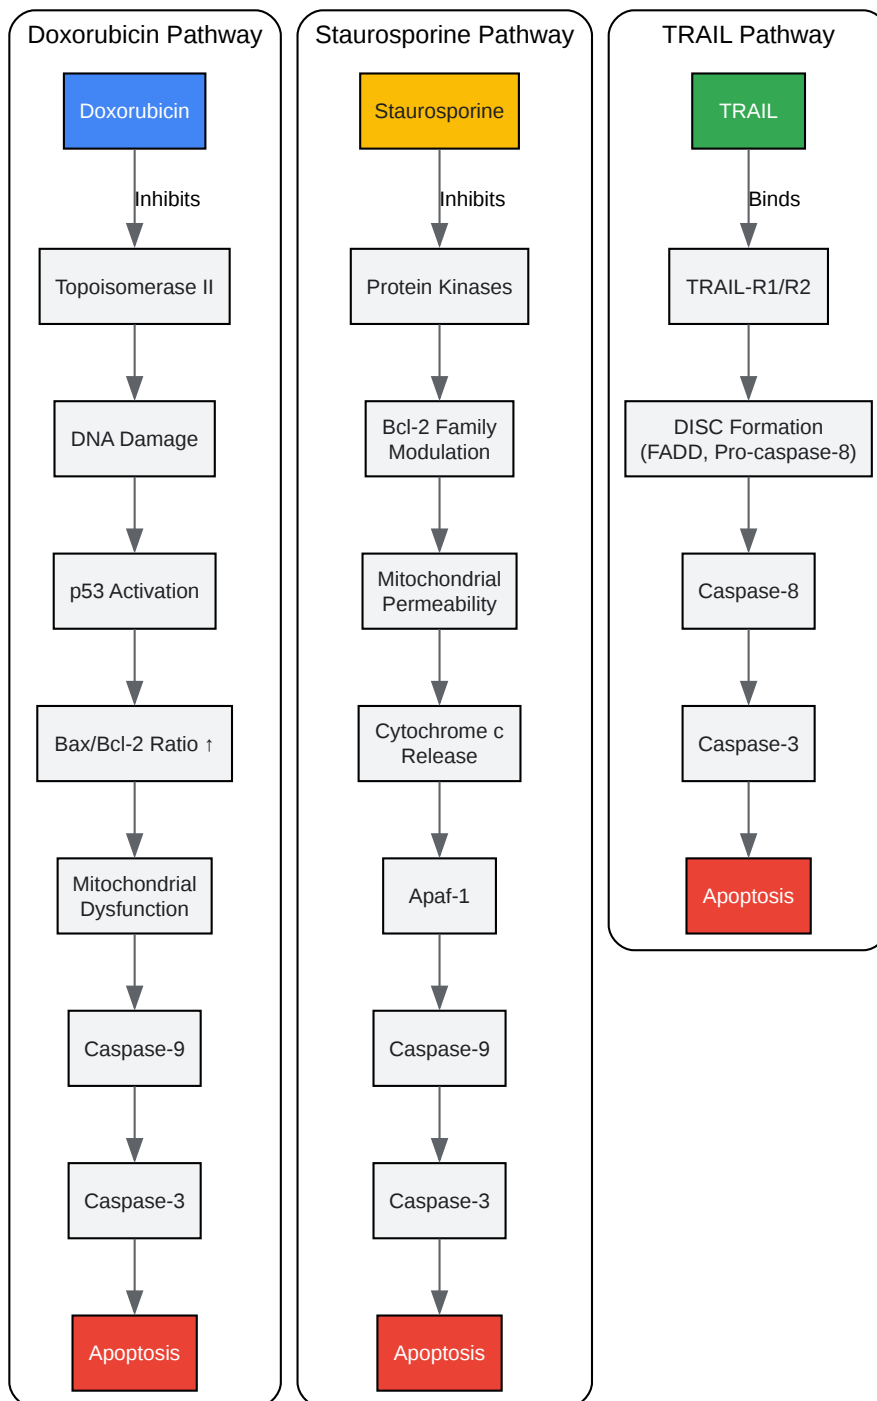 Doxorubicin Pathway
Doxorubicin
Inhibits
Topoisomerase II
DNA Damage
p53 Activation
Bax/Bcl-2 Ratio ↑
Mitochondrial
Dysfunction
Caspase-9
Caspase-3
Apoptosis
Staurosporine Pathway
Staurosporine
Inhibits
Protein Kinases
Bcl-2 Family
Modulation
Mitochondrial
Permeability
Cytochrome c
Release
Apaf-1
Caspase-9
Caspase-3
Apoptosis
TRAIL Pathway
TRAIL
Binds
TRAIL-R1/R2
DISC Formation
(FADD, Pro-caspase-8)
Caspase-8
Caspase-3
Apoptosis